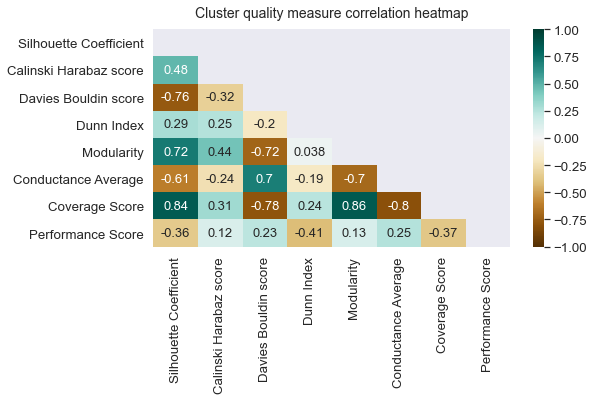 Cluster quality measure correlation heatmap
Silhouette Coefficient
Calinski Harabaz score 0.48
Davies Bouldin score -0.76 -0.32
Dunn Index 0.29 0.25 -0.2
Modularity 0.72 0.44 -0.72 0.038
Conductance Average -0.61 -0.24 0.7 -0.19 -0.7
Coverage Score 0.84 0.31 -0.78 0.24 0.86 -0.8
Performance Score -0.36 0.12 0.23 -0.41 0.13 0.25 -0.37
Silhouette Coefficient
Calinski Harabaz score
Davies Bouldin score
Dunn Index
Modularity
Conductance Average
Coverage Score
Performance Score
1.00
0.75
0.50
0.25
0.00
−0.25
−0.50
−0.75
−1.00